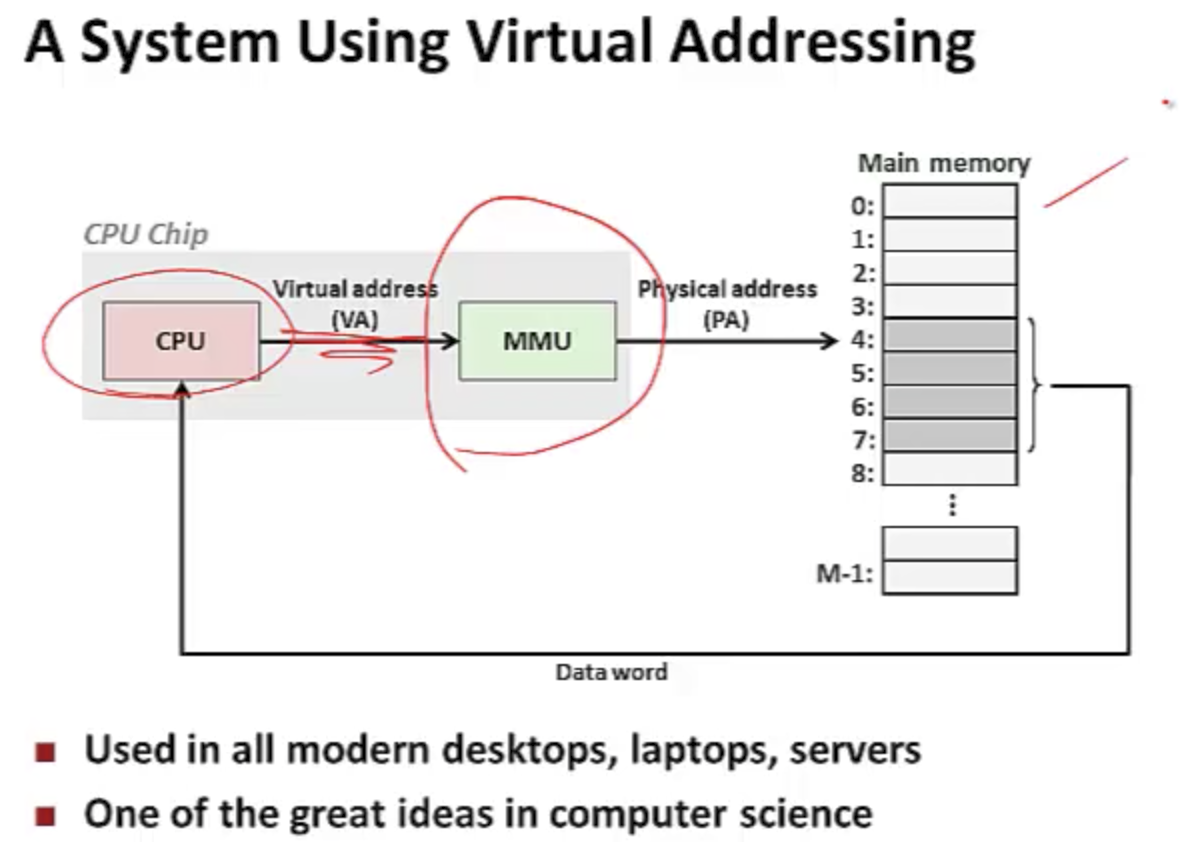 A System Using Virtual Addressing
Main memory
CPU Chip
0:
1:
2:
3:
4:
5:
6:
7:
8:
M-1:
Virtual address
(VA)
CPU
MMU
Physical address
(PA)
Data word
Used in all modern desktops, laptops, servers
One of the great ideas in computer science